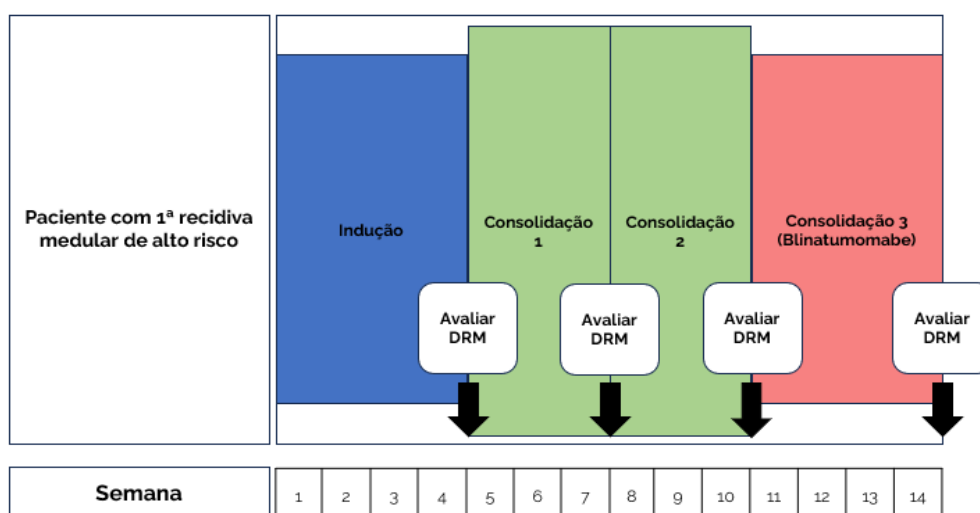 Paciente com 1ª recidiva
medular de alto risco
Indução
Consolidação
1
Consolidação
2
Consolidação 3
(Blinatumomabe)
Avaliar
DRM
Avaliar
DRM
Avaliar
DRM
Avaliar
DRM
Semana
1 2 3 4 5 6 7 8 9 10 11 12 13 14